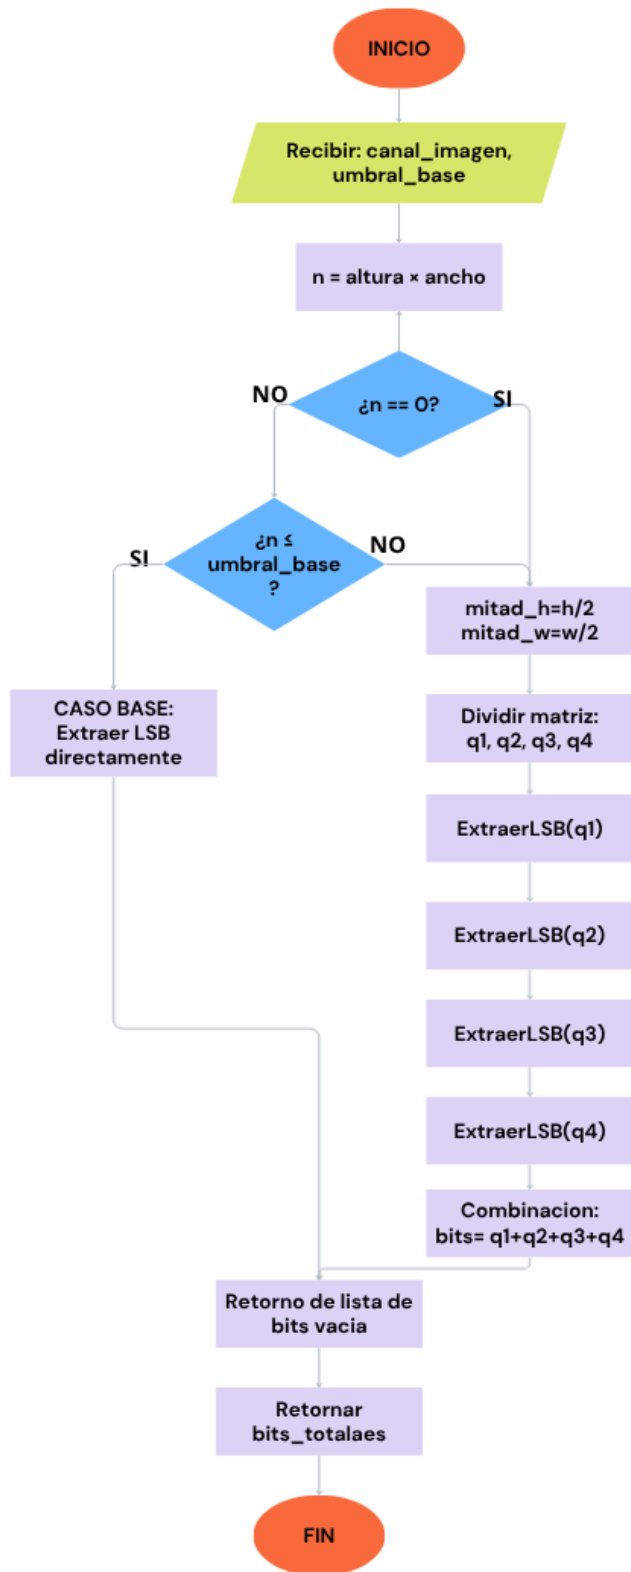 INICIO
Recibir: canal_imagen,
umbral_base
n = altura × ancho
¿n == 0?
NO
SI
¿n ≤
umbral_base
?
SI
NO
mitad_h=h/2
mitad_w=w/2
CASO BASE:
Extraer LSB
directamente
Dividir matriz:
q1, q2, q3, q4
ExtraerLSB(q1)
ExtraerLSB(q2)
ExtraerLSB(q3)
ExtraerLSB(q4)
Combinacion:
bits= q1+q2+q3+q4
Retorno de lista de
bits vacia
Retornar
bits_totalaes
FIN